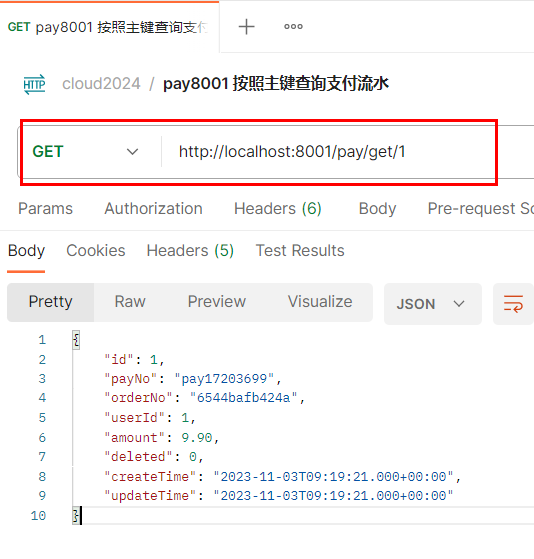 GET pay8001 按照主键查询支付
HTTP cloud2024 / pay8001 按照主键查询支付流水
GET http://localhost:8001/pay/get/1
Params Authorization Headers (6) Body Pre-request
Body Cookies Headers (5) Test Results
Pretty Raw Preview Visualize JSON
1 {
2 "id": 1,
3 "payNo": "pay17203699",
4 "orderNo": "6544bafb424a",
5 "userId": 1,
6 "amount": 9.90,
7 "deleted": 0,
8 "createTime": "2023-11-03T09:19:21.000+00:00",
9 "updateTime": "2023-11-03T09:19:21.000+00:00"
10 }